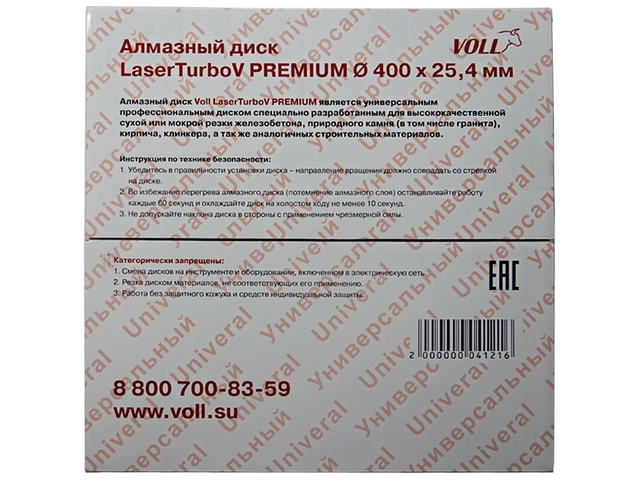 Алмазный диск
VOLL
LaserTurboV PREMIUM Ø 400 x 25,4 мм
Алмазный диск Voll LaserTurboV PREMIUM является универсальным
профессиональным диском специально разработанным для высококачественной
сухой или мокрой резки железобетона, природного камня (в том числе гранита),
кирпича, клинкера, а так же аналогичных строительных материалов.
Инструкция по технике безопасности:
1. Убедитесь в правильности установки диска – направление вращения должно совпадать со стрелкой
на диске.
2. Во избежание перегрева алмазного диска (потемнение алмазного слоя) останавливайте работу
каждые 60 секунд и охлаждайте диск на холостом ходу не менее 10 секунд.
3. Не допускайте наклона диска в стороны с применением чрезмерной силы.
Категорически запрещены:
1. Смена дисков на инструменте и оборудовании, включенном в электрическую сеть.
2. Резка диском материалов, не соответствующих его применению.
3. Работа без защитного кожуха и средств индивидуальной защиты.
EAC
2 000000 041216
8 800 700-83-59
www.voll.su
Универсальный Univeral